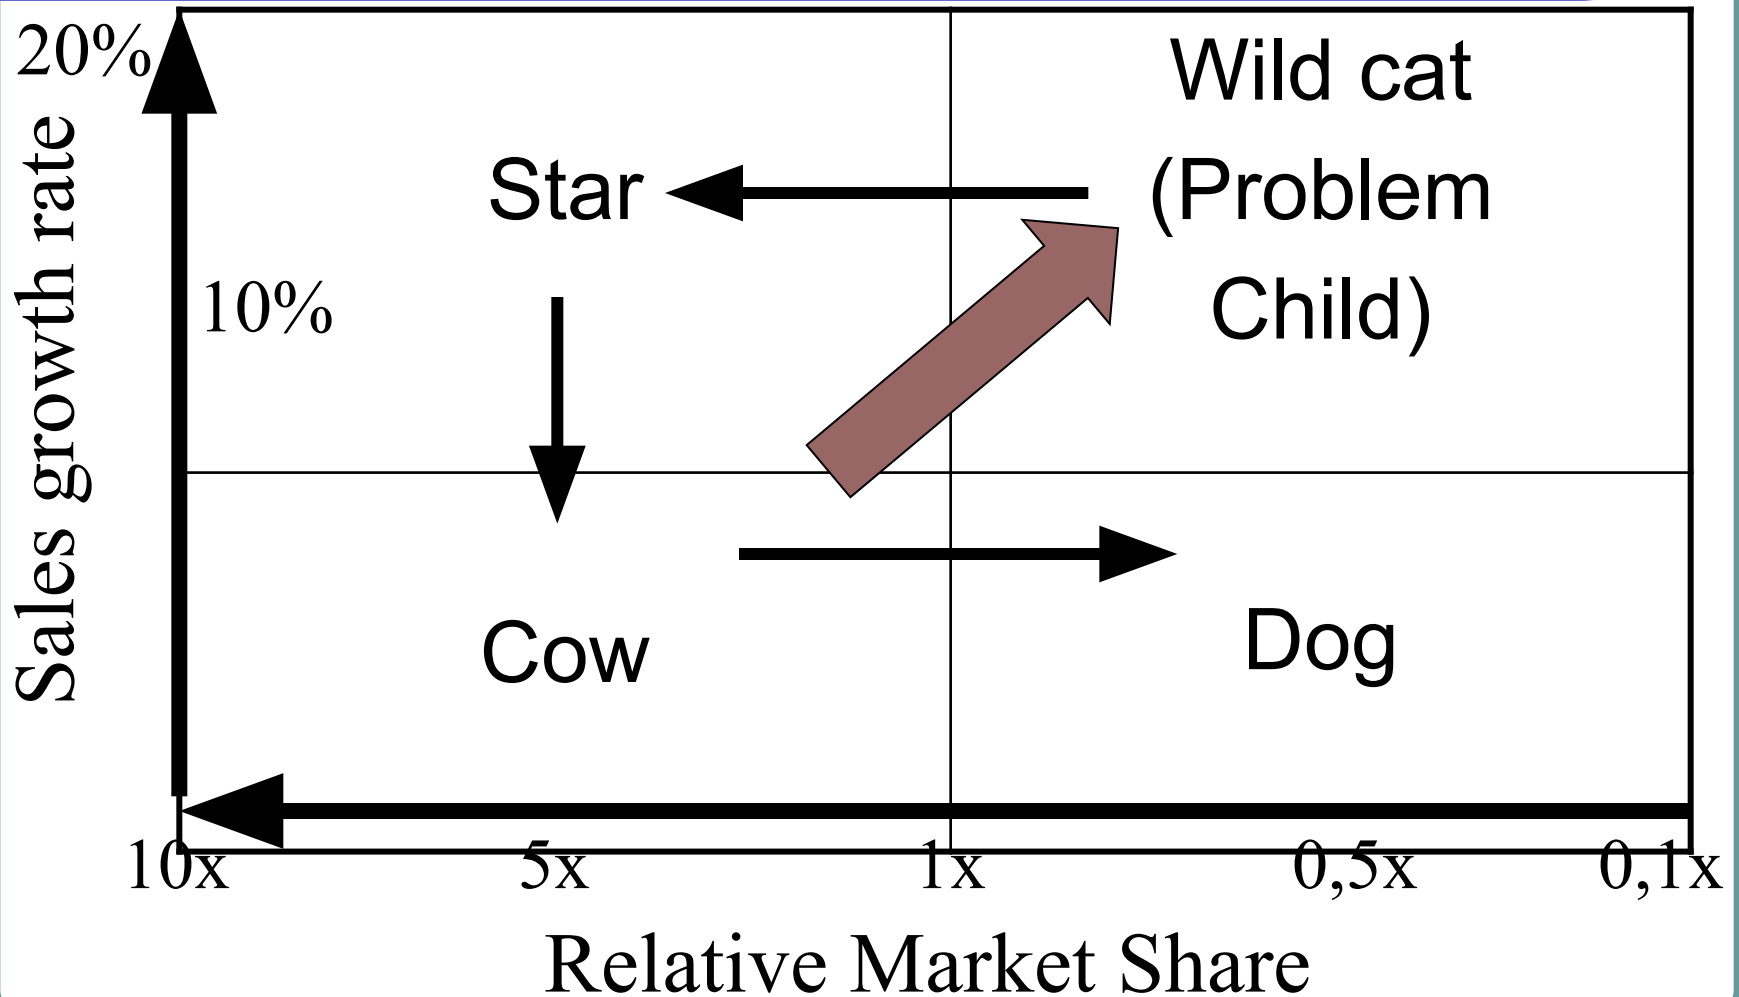 20%
Sales growth rate
10%
Star
Wild cat
(Problem
Child)
Cow
Dog
10x
5x
1x
0,5x
0,1x
Relative Market Share